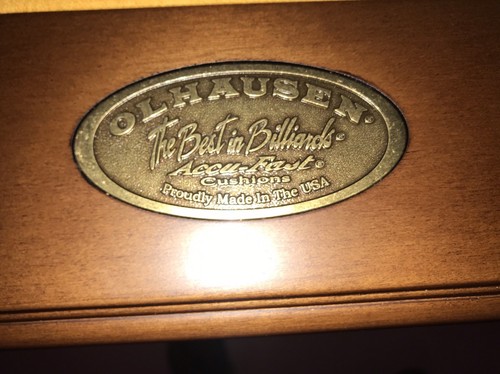 OLHAUSEN®
The Best in Billiards®
Accu-Fast®
Cushions
Proudly Made In The USA